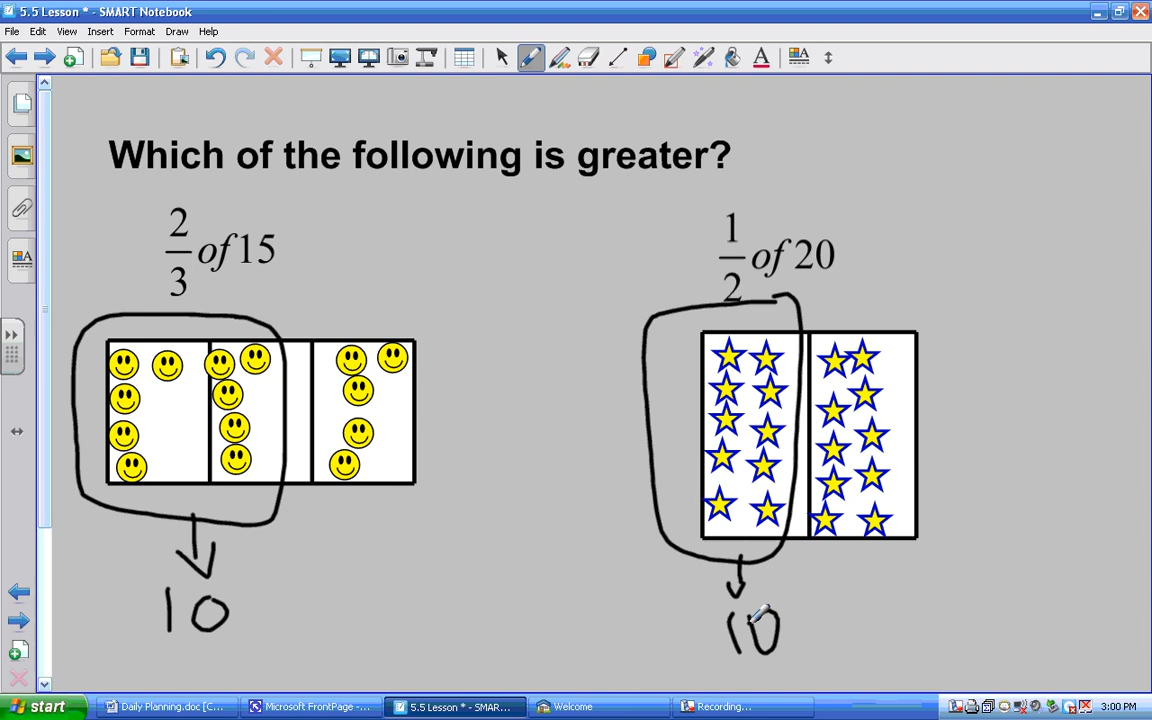 5.5 Lesson * - SMART Notebook
File Edit View Insert Format Draw Help
Which of the following is greater?
2/3 of 15
1/2 of 20
10
10
start
Daily Planning.doc [C...
Microsoft FrontPage -...
5.5 Lesson * - SMAR...
Welcome
Recording...
3:00 PM